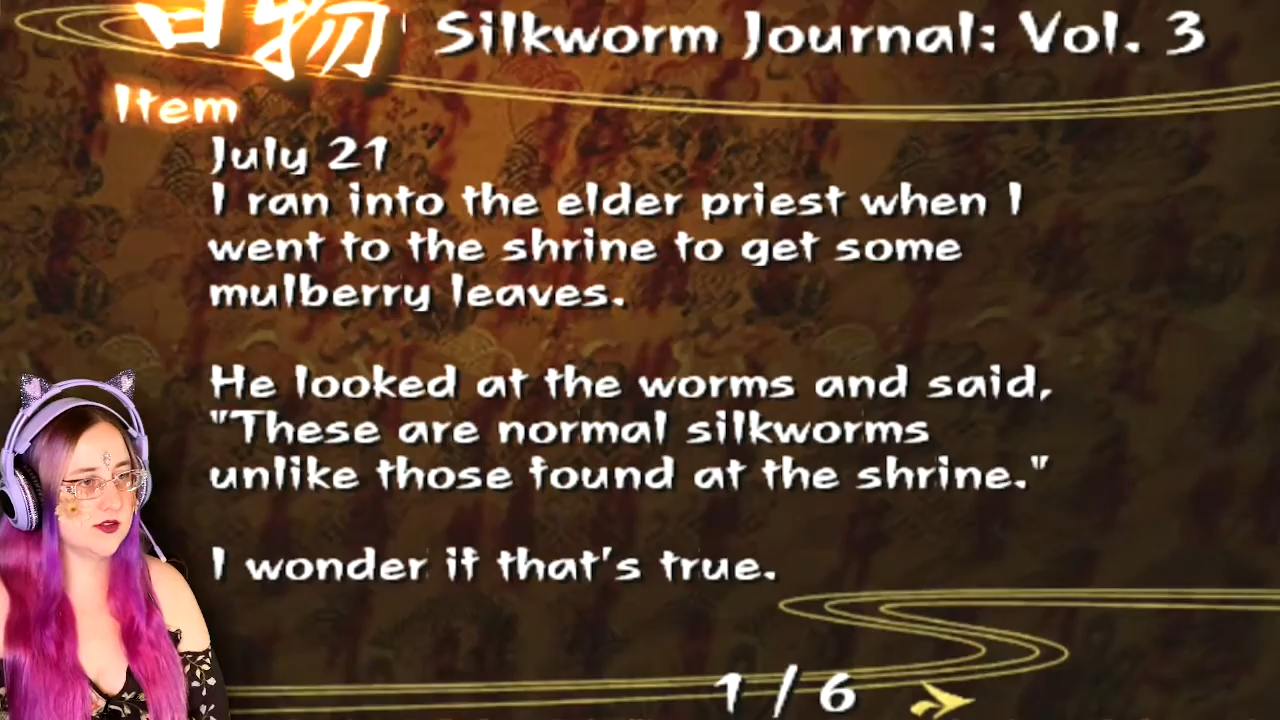 Silkworm Journal: Vol. 3
Item
July 21
I ran into the elder priest when I
went to the shrine to get some
mulberry leaves.
He looked at the worms and said,
"These are normal silkworms
unlike those found at the shrine."
I wonder if that's true.
1 / 6